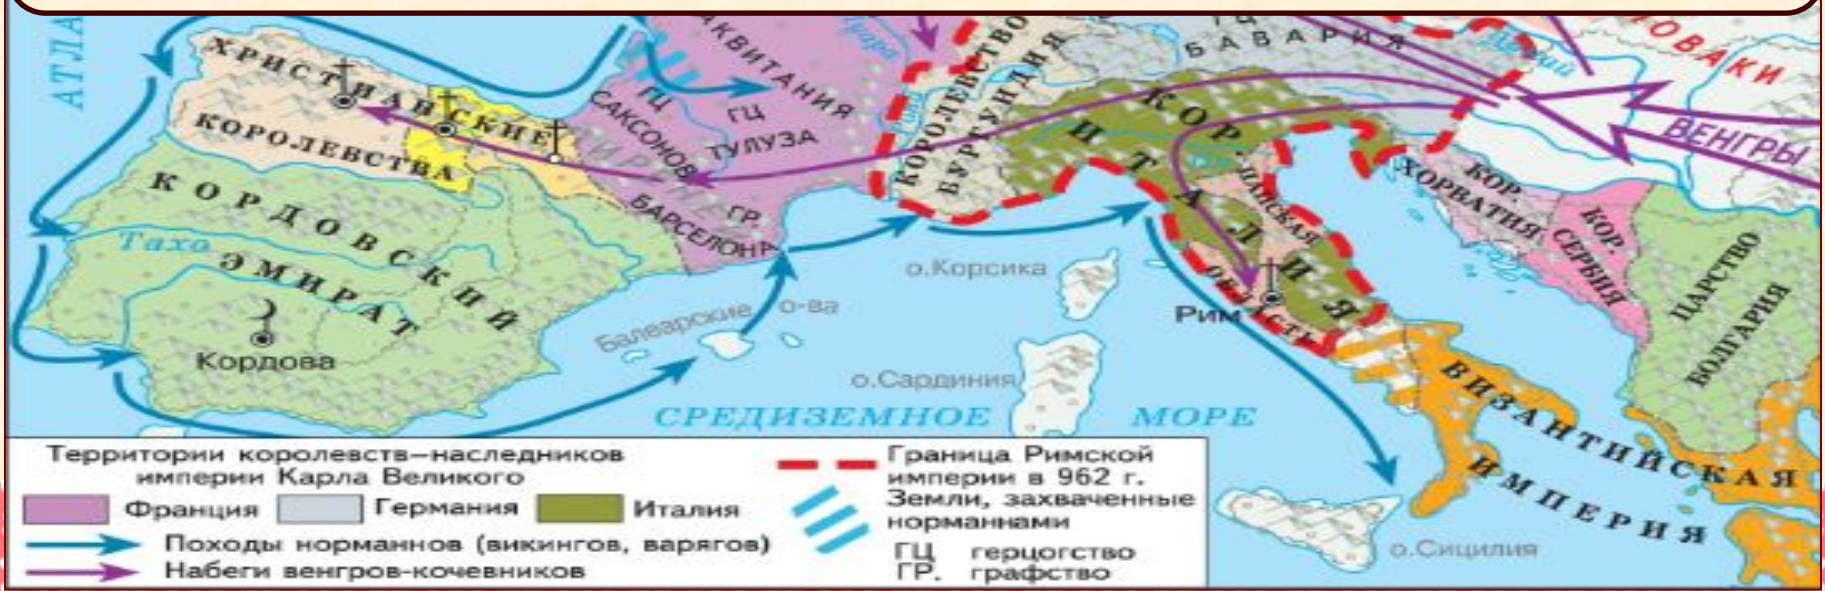 АТЛА
ХРИСТИАНСКИЕ
КОРОЛЕВСТВА
КОРДОВСКИЙ
ЭМИРАТ
Тахо
Кордова
АКВИТАНИЯ
ГЦ
САКСОНОВ
ГЦ
ТУЛУЗА
ГР.
БАРСЕЛОНА
КОРОЛЕВСТВО
БУРГУНДИЯ
БАВАРИЯ
Дунай
ОВАКИ
ВЕНГРЫ
КОР.
ИТАЛИЯ
ПАПСКАЯ
ОБЛАСТЬ
Рим
КОР.
ХОРВАТИЯ
КОР.
СЕРБИЯ
ЦАРСТВО
БОЛГАРИЯ
ВИЗАНТИЙСКАЯ
ИМПЕРИЯ
о.Корсика
Балеарские о-ва
о.Сардиния
СРЕДИЗЕМНОЕ МОРЕ
о.Сицилия
Территории королевств–наследников
империи Карла Великого
Франция Германия Италия
Походы норманнов (викингов, варягов)
Набеги венгров-кочевников
Граница Римской
империи в 962 г.
Земли, захваченные
норманнами
ГЦ герцогство
ГР. графство